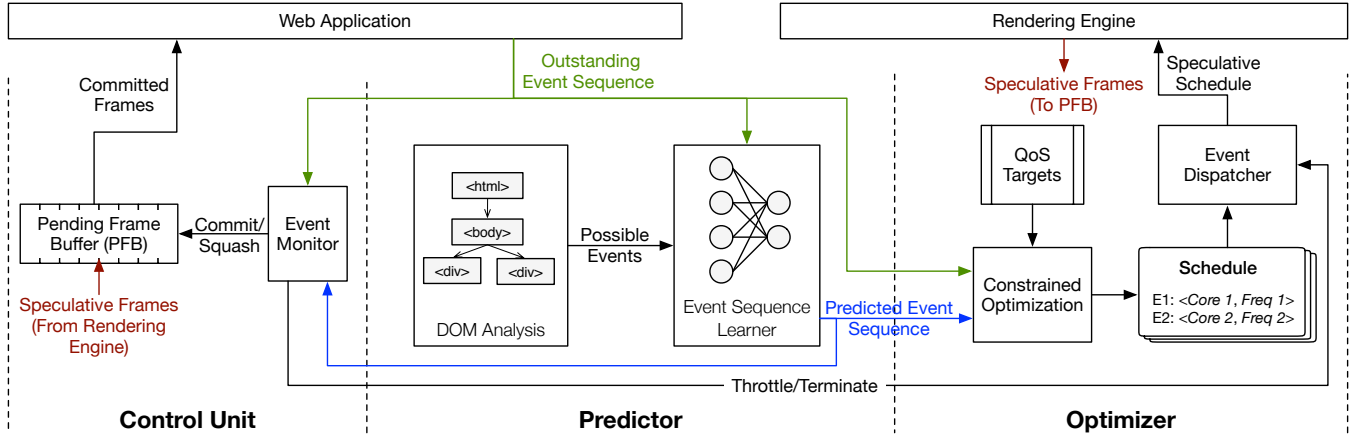 Web Application
Rendering Engine
Committed
Frames
Outstanding
Event Sequence
Speculative Frames
(To PFB)
Speculative
Schedule
Pending Frame
Buffer (PFB)
Commit/
Squash
Event
Monitor
Speculative Frames
(From Rendering
Engine)
<html>
<body>
<div>
<div>
DOM Analysis
Possible
Events
Event Sequence
Learner
Predicted Event
Sequence
QoS
Targets
Event
Dispatcher
Constrained
Optimization
Schedule
E1: <Core 1, Freq 1>
E2: <Core 2, Freq 2>
Throttle/Terminate
Control Unit
Predictor
Optimizer